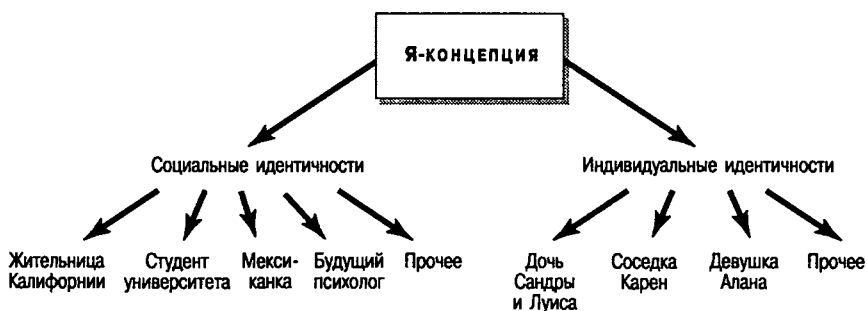 Я-КОНЦЕПЦИЯ
Социальные идентичности
Индивидуальные идентичности
Жительница
Калифорнии
Студент
университета
Мекси-
канка
Будущий
психолог
Прочее
Дочь
Сандры
и Луиса
Соседка
Карен
Девушка
Алана
Прочее